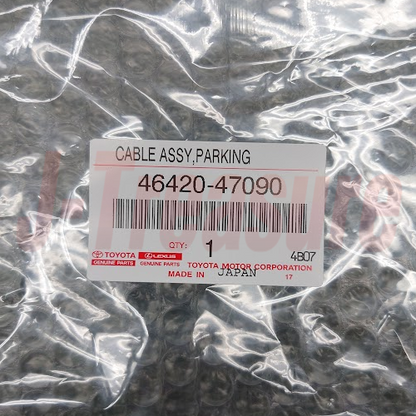 CABLE ASSY,PARKING
46420-47090
QTY: 1 4B07
TOYOTA LEXUS TOYOTA MOTOR CORPORATION
GENUINE PARTS GENUINE PARTS 17
MADE IN JAPAN